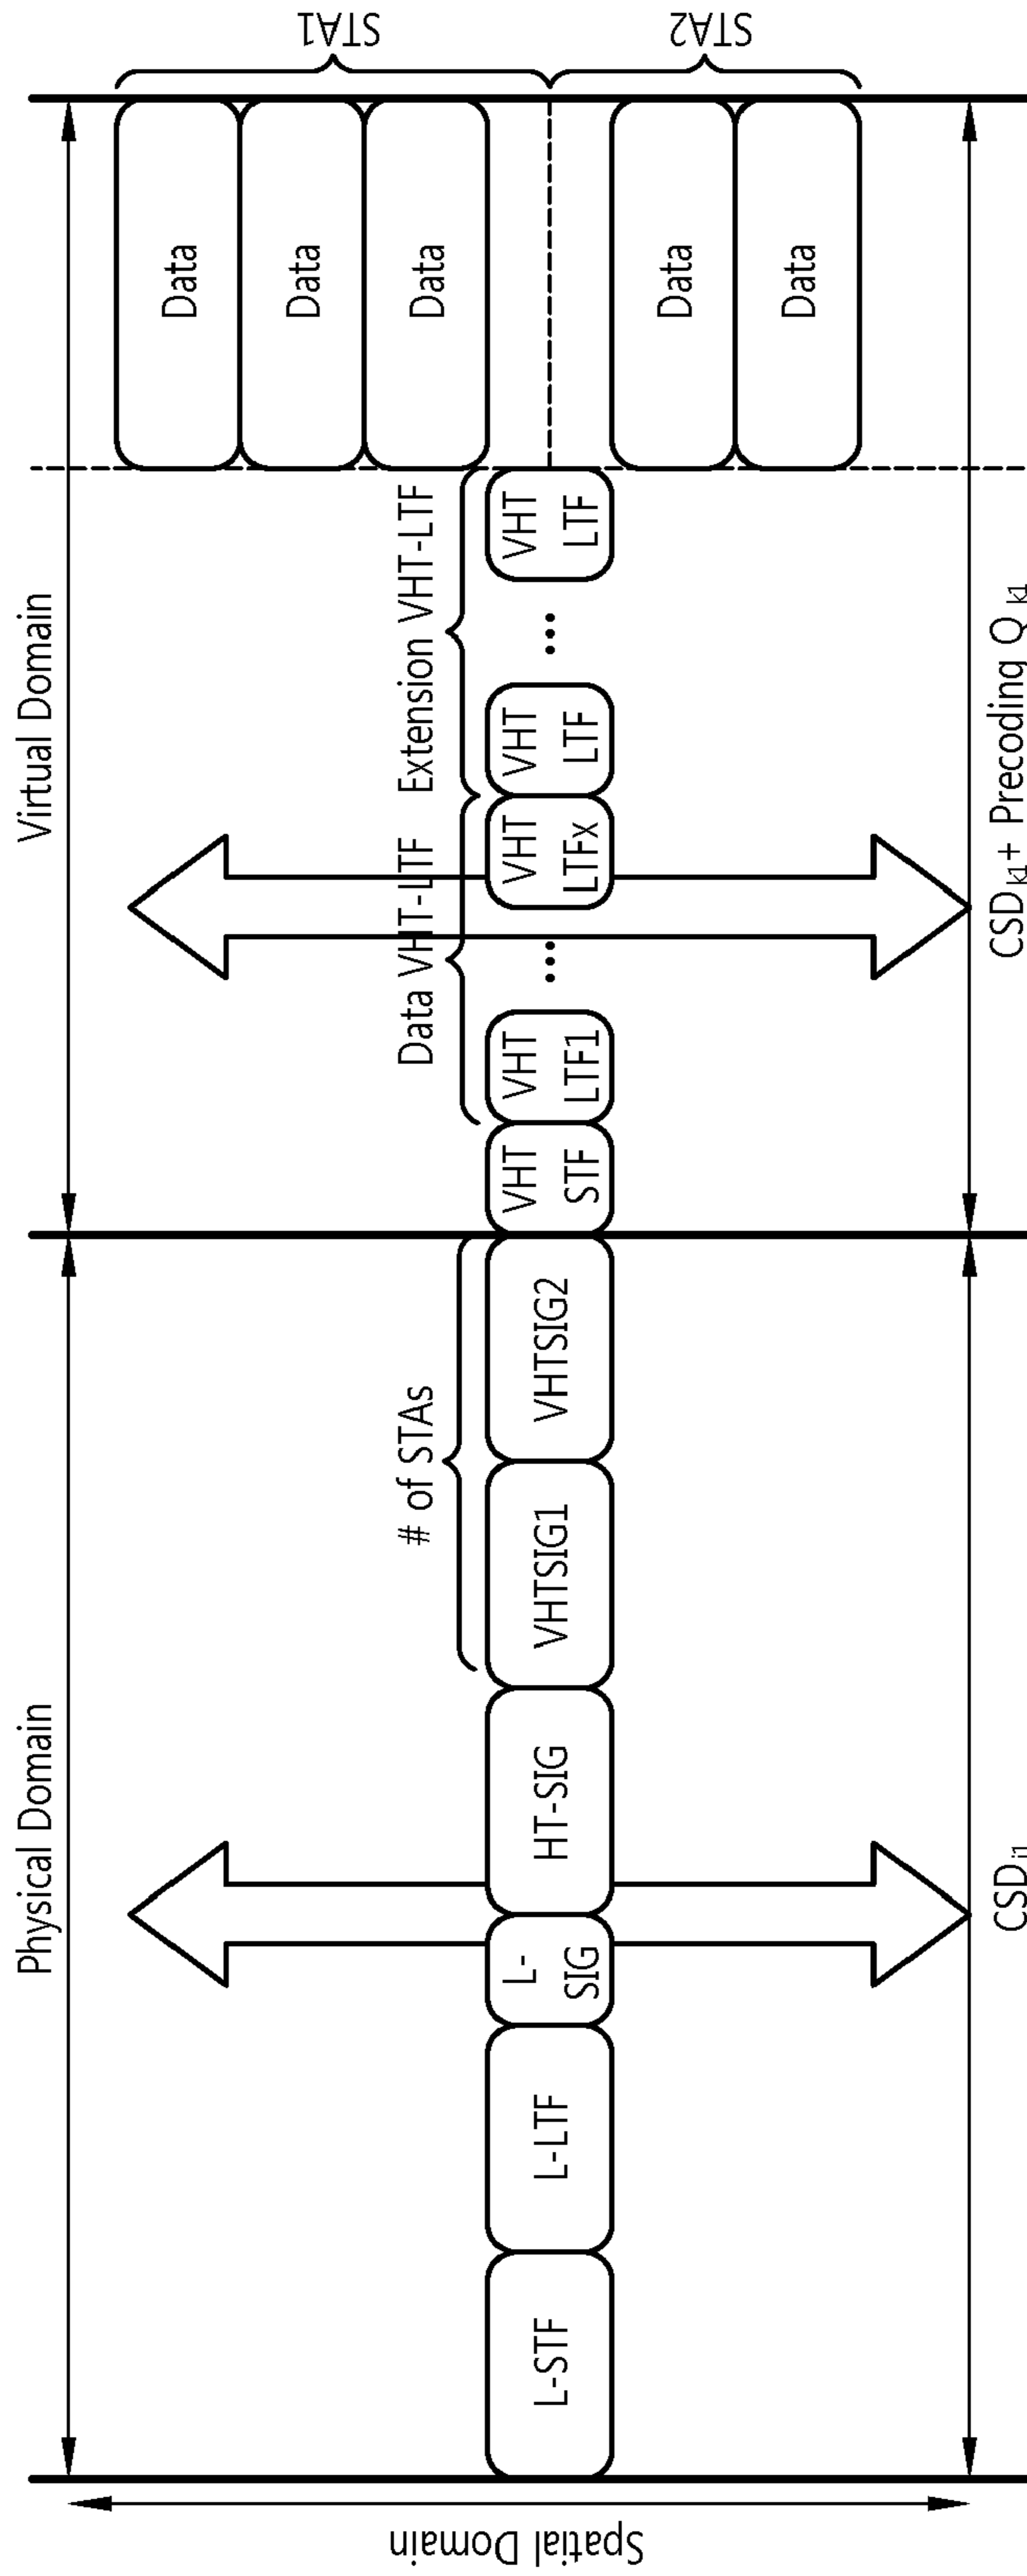 Physical Domain
Virtual Domain
Spatial Domain
# of STAs
Data VHT-LTF
Extension VHT-LTF
L-STF
L-LTF
L-
SIG
HT-SIG
VHTSIG1
VHTSIG2
VHT
STF
VHT
LTF1
...
VHT
LTFx
VHT
LTF
...
VHT
LTF
Data
Data
Data
Data
Data
STA1
STA2
CSDi1
CSDk1+ Precoding Q k1